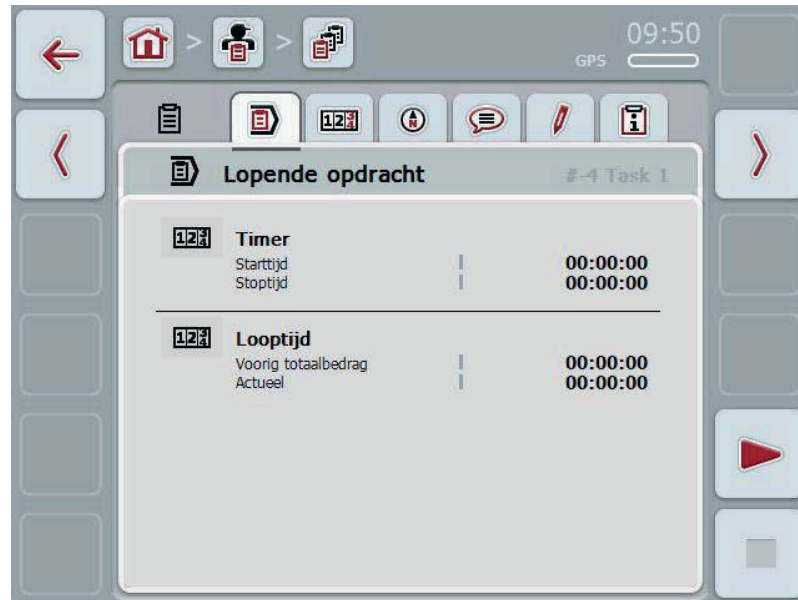 09:50
GPS
Lopende opdracht #-4 Task 1
Timer
Starttijd 00:00:00
Stoptijd 00:00:00
Looptijd
Voorig totaalbedrag 00:00:00
Actueel 00:00:00